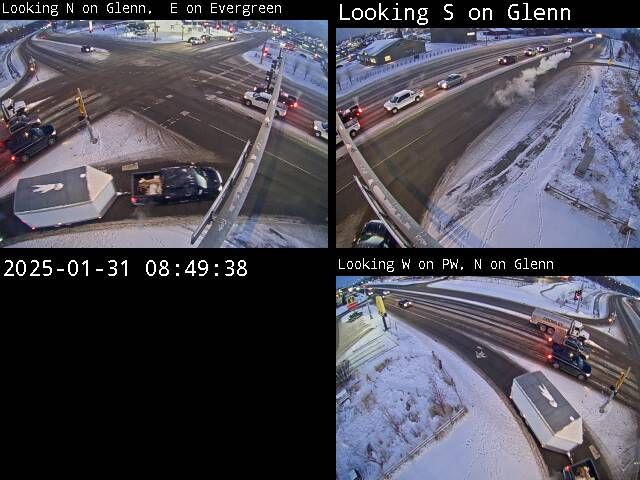 Looking N on Glenn,  E on Evergreen
Looking S on Glenn
2025-01-31 08:49:38
Looking W on PW, N on Glenn